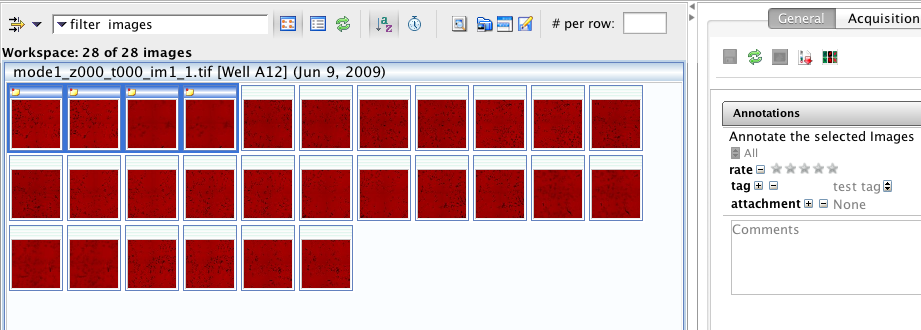 filter images
# per row:
Workspace: 28 of 28 images
mode1_z000_t000_im1_1.tif [Well A12] (Jun 9, 2009)
General
Acquisition
Annotations
Annotate the selected Images
All
rate
tag test tag
attachment None
Comments